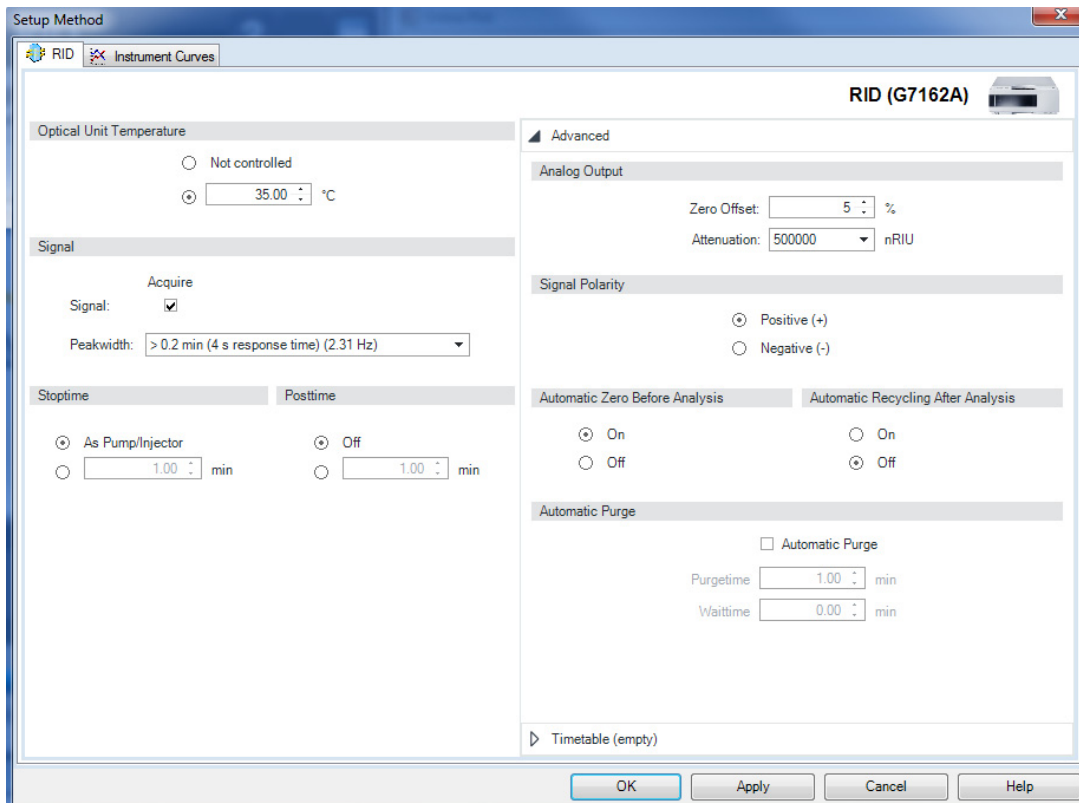 Setup Method
RID
Instrument Curves
RID (G7162A)
Optical Unit Temperature
Not controlled
35.00 °C
Signal
Acquire
Signal:
Peakwidth: > 0.2 min (4 s response time) (2.31 Hz)
Stoptime Posttime
As Pump/Injector Off
1.00 min 1.00 min
Advanced
Analog Output
Zero Offset: 5 %
Attenuation: 500000 nRIU
Signal Polarity
Positive (+)
Negative (-)
Automatic Zero Before Analysis Automatic Recycling After Analysis
On On
Off Off
Automatic Purge
Automatic Purge
Purgetime 1.00 min
Waittime 0.00 min
Timetable (empty)
OK Apply Cancel Help